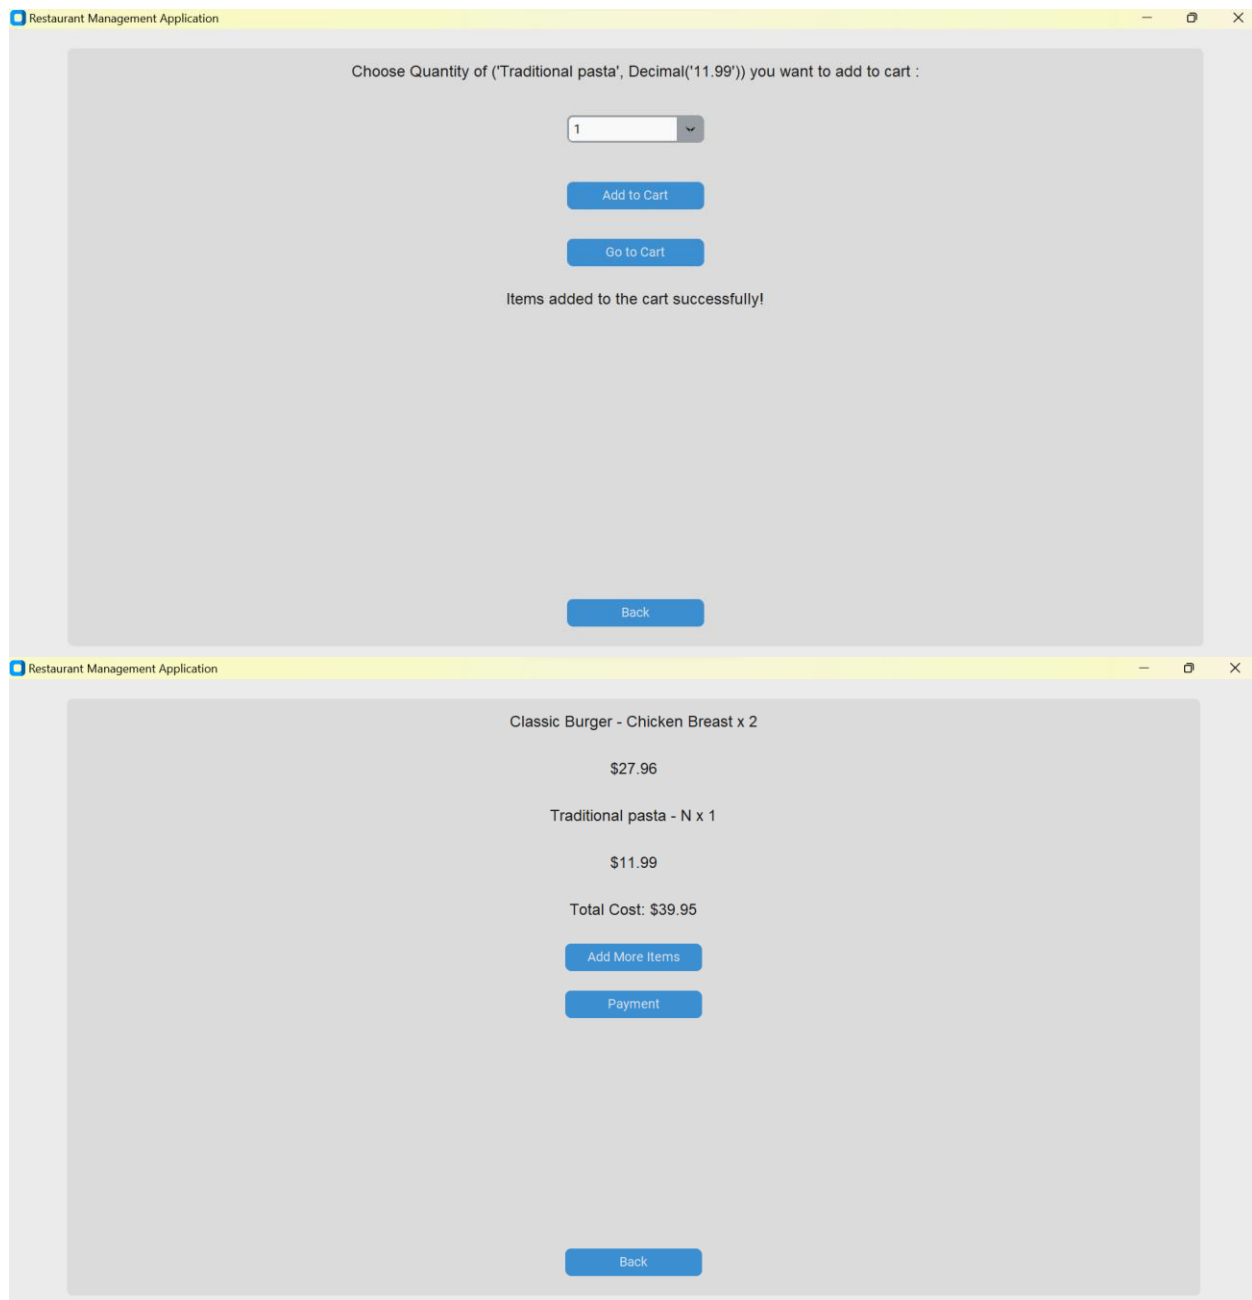 Restaurant Management Application
Choose Quantity of ('Traditional pasta', Decimal('11.99')) you want to add to cart :
1
Add to Cart
Go to Cart
Items added to the cart successfully!
Back
Restaurant Management Application
Classic Burger - Chicken Breast x 2
$27.96
Traditional pasta - N x 1
$11.99
Total Cost: $39.95
Add More Items
Payment
Back